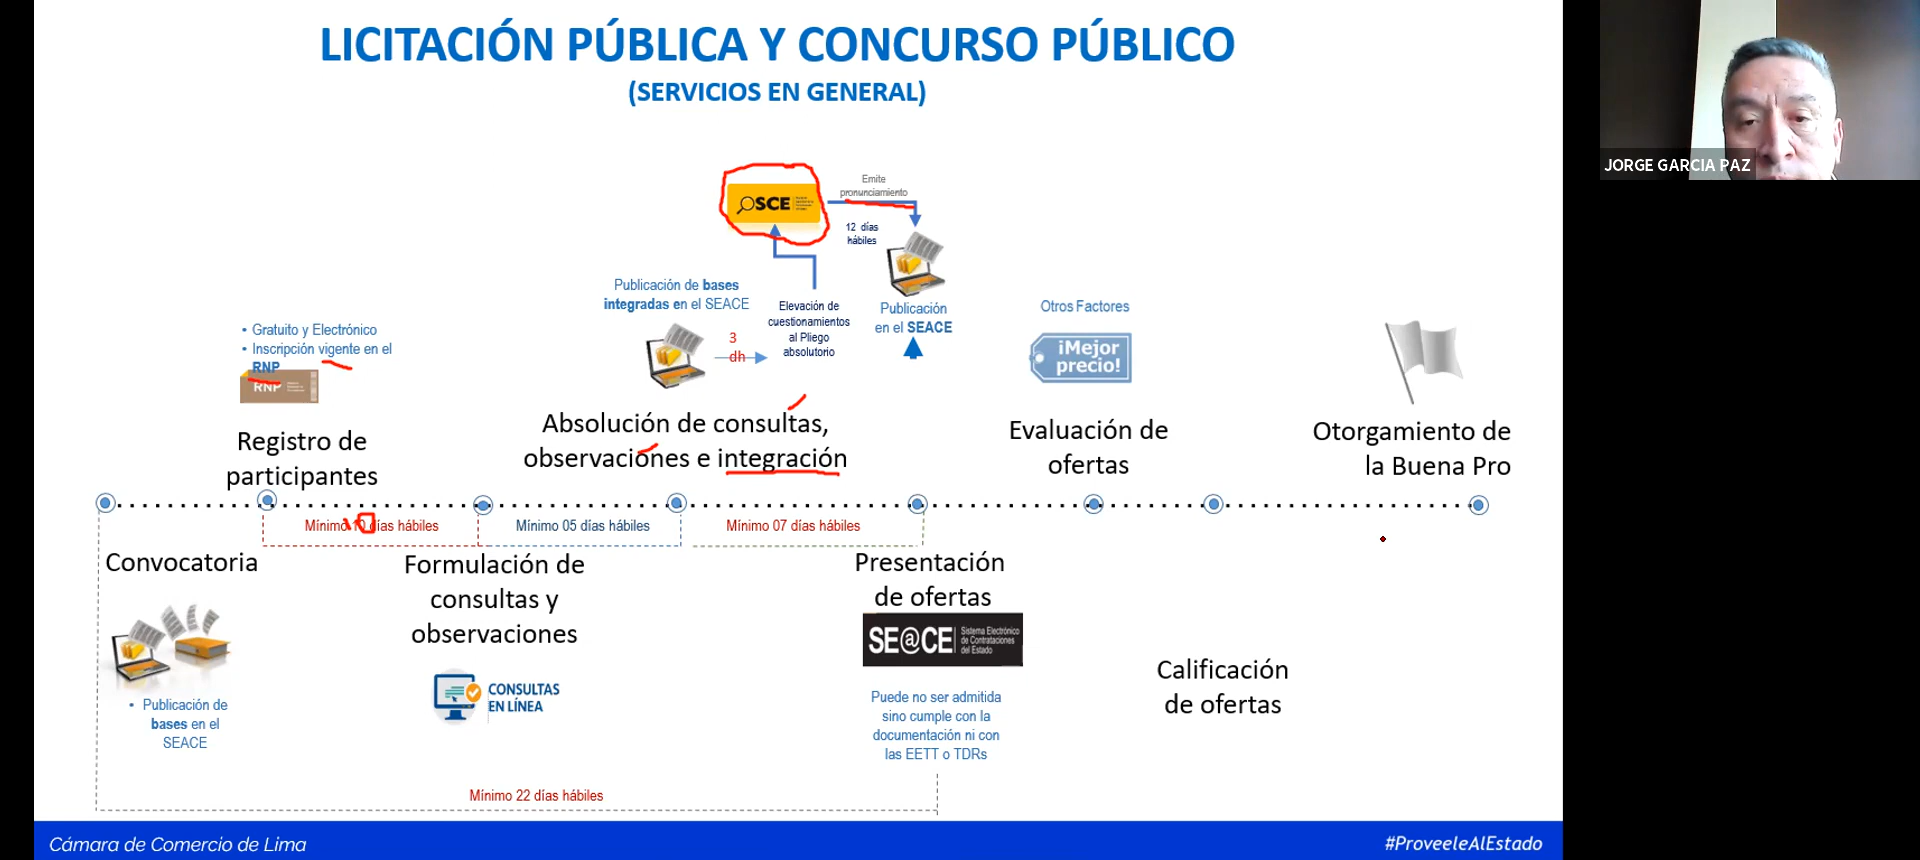 LICITACIÓN PÚBLICA Y CONCURSO PÚBLICO
(SERVICIOS EN GENERAL)
JORGE GARCIA PAZ
OSCE
Emite
pronunciamiento
12 días
hábiles
Publicación de bases
integradas en el SEACE
3
dh
Elevación de
cuestionamientos
al Pliego
absolutorio
Publicación
en el SEACE
Otros Factores
¡Mejor
precio!
• Gratuito y Electrónico
• Inscripción vigente en el
RNP
RNP
Registro de
participantes
Absolución de consultas,
observaciones e integración
Evaluación de
ofertas
Otorgamiento de
la Buena Pro
Mínimo 10 días hábiles
Mínimo 05 días hábiles
Mínimo 07 días hábiles
Convocatoria
• Publicación de
bases en el
SEACE
Formulación de
consultas y
observaciones
CONSULTAS
EN LÍNEA
Presentación
de ofertas
SE@CE
Sistema Electrónico
de Contrataciones
del Estado
Puede no ser admitida
sino cumple con la
documentación ni con
las EETT o TDRs
Calificación
de ofertas
Mínimo 22 días hábiles
Cámara de Comercio de Lima
#ProveeleAlEstado